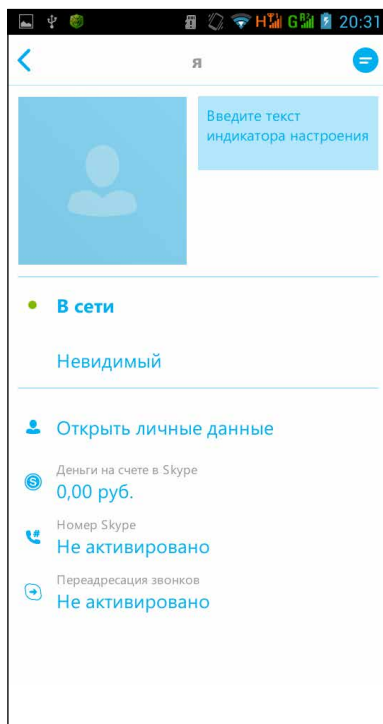 H G 20:31
я
Введите текст
индикатора настроения
В сети
Невидимый
Открыть личные данные
Деньги на счете в Skype
0,00 руб.
Номер Skype
Не активировано
Переадресация звонков
Не активировано